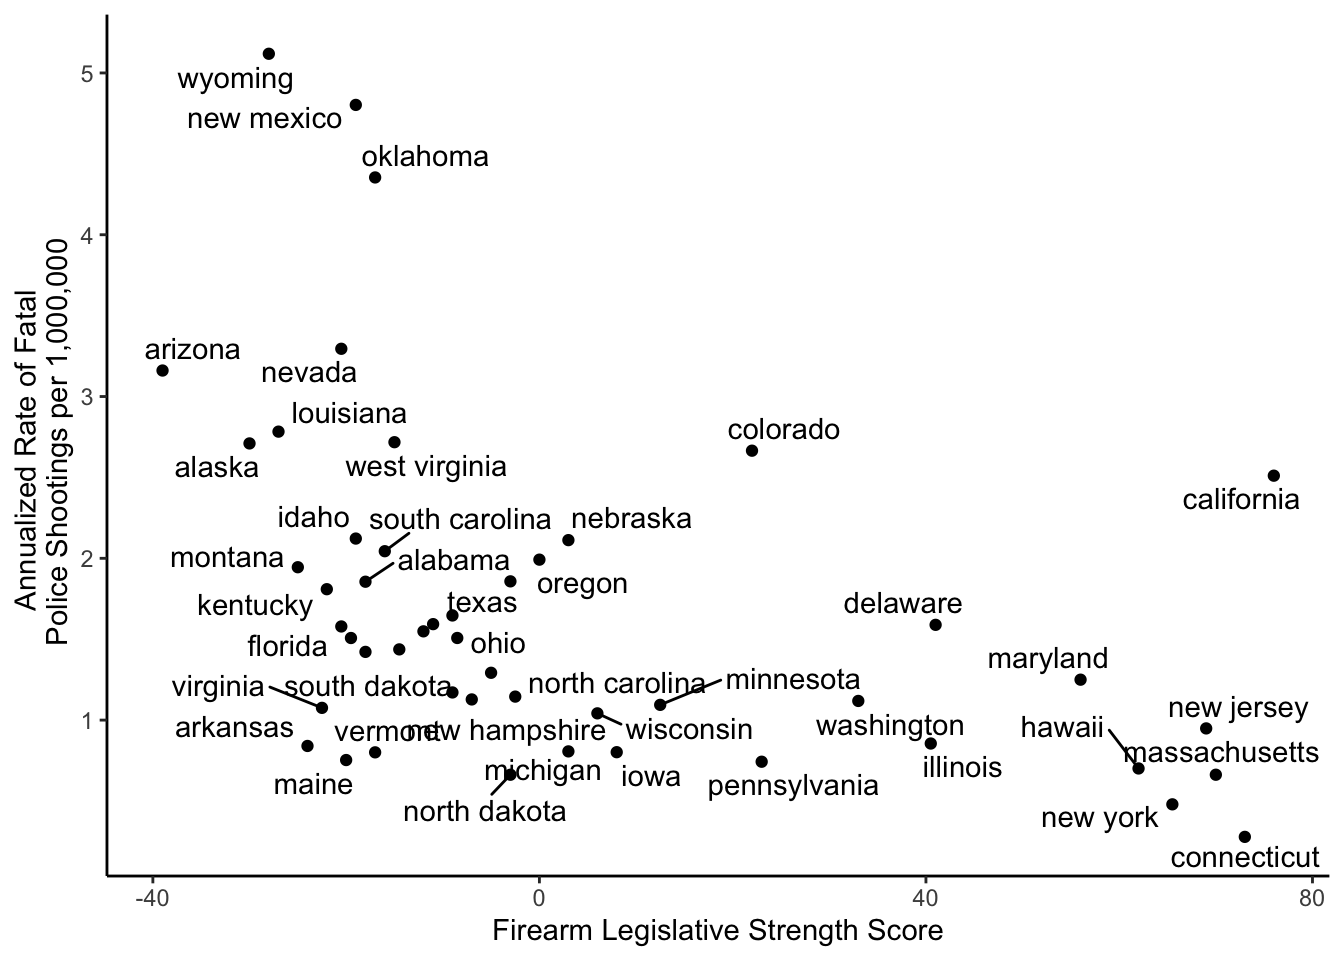 5
wyoming
new mexico
oklahoma
4
arizona
nevada
3
louisiana
colorado
alaska
west virginia
california
idaho
south carolina
nebraska
montana
alabama
2
oregon
kentucky
texas
delaware
florida
ohio
maryland
virginia
south dakota
north carolina
minnesota
new jersey
1
arkansas
vermont
new hampshire
wisconsin
washington
hawaii
massachusetts
maine
michigan
iowa
pennsylvania
illinois
north dakota
new york
connecticut
-40
0
40
80
Firearm Legislative Strength Score
Annualized Rate of Fatal
Police Shootings per 1,000,000